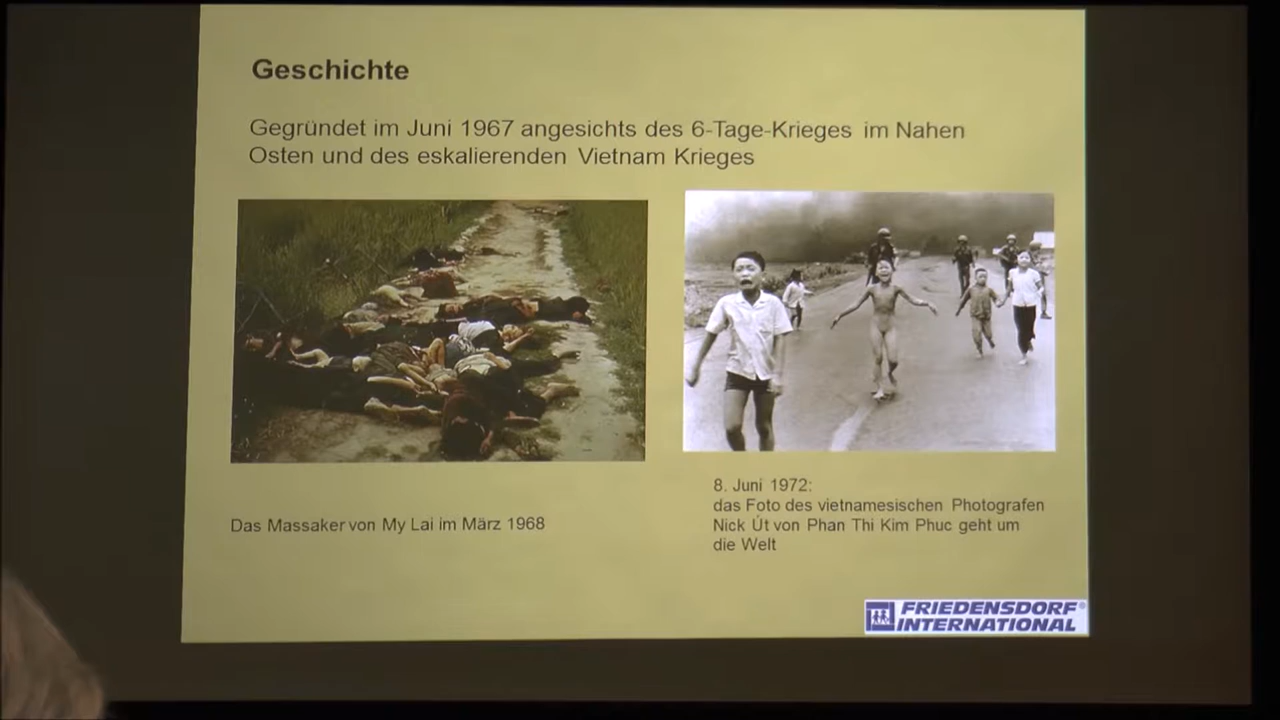 Geschichte
Gegründet im Juni 1967 angesichts des 6-Tage-Krieges im Nahen
Osten und des eskalierenden Vietnam Krieges
Das Massaker von My Lai im März 1968
8. Juni 1972:
das Foto des vietnamesischen Photografen
Nick Út von Phan Thi Kim Phuc geht um
die Welt
FRIEDENSDORF®
INTERNATIONAL